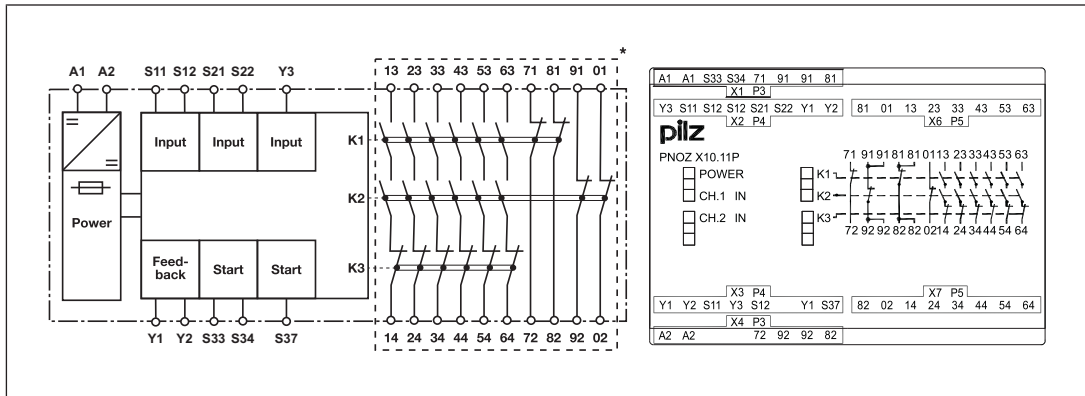 *
A1 A2 S11 S12 S21 S22 Y3 13 23 33 43 53 63 71 81 91 01
Input Input Input
K1
K2
Power
Feed-
back
Start Start
K3
Y1 Y2 S33 S34 S37 14 24 34 44 54 64 72 82 92 02
A1 A1 S33 S34 71 91 91 81
X1 P3
Y3 S11 S12 S12 S21 S22 Y1 Y2 81 01 13 23 33 43 53 63
X2 P4 X6 P5
pilz
PNOZ X10.11P
71 91 91 81 81 01 13 23 33 43 53 63
POWER K1
CH.1 IN K2
CH.2 IN K3
72 92 92 82 82 02 14 24 34 44 54 64
X3 P4 X7 P5
Y1 Y2 S11 Y3 S12 Y1 S37 82 02 14 24 34 44 54 64
X4 P3
A2 A2 72 92 92 82